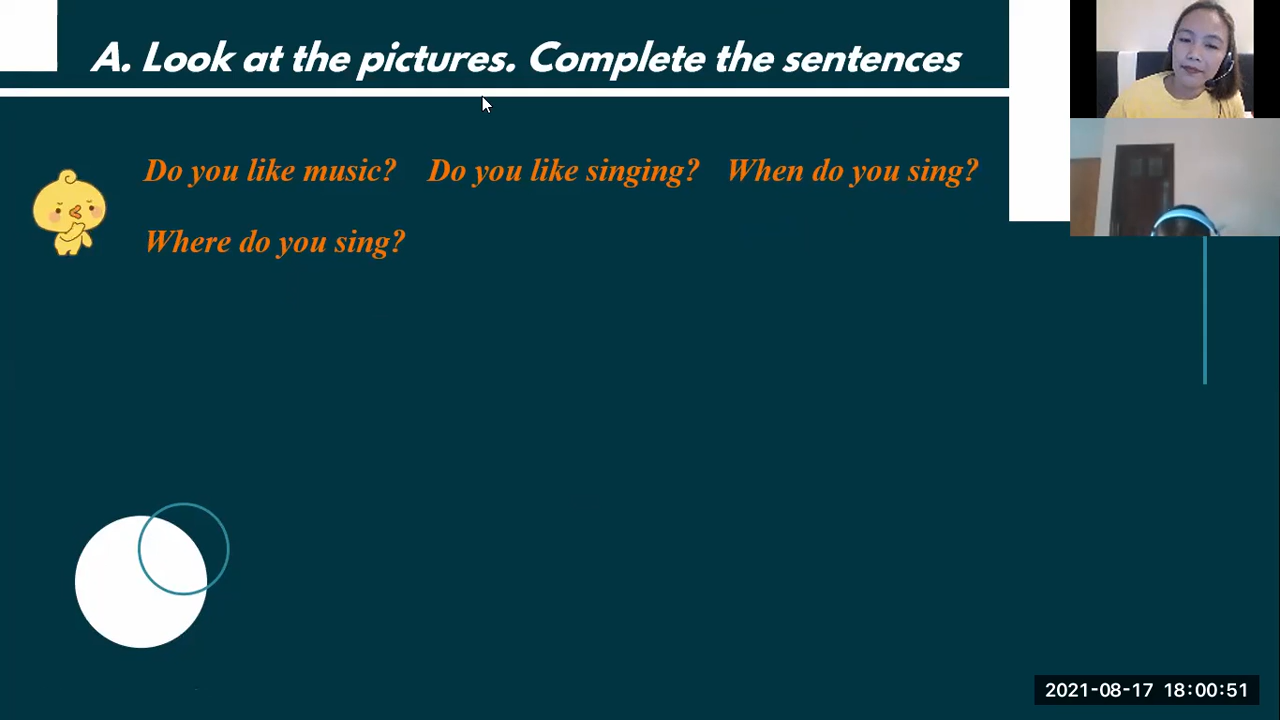 A. Look at the pictures. Complete the sentences
Do you like music? Do you like singing? When do you sing?
Where do you sing?
2021-08-17 18:00:51